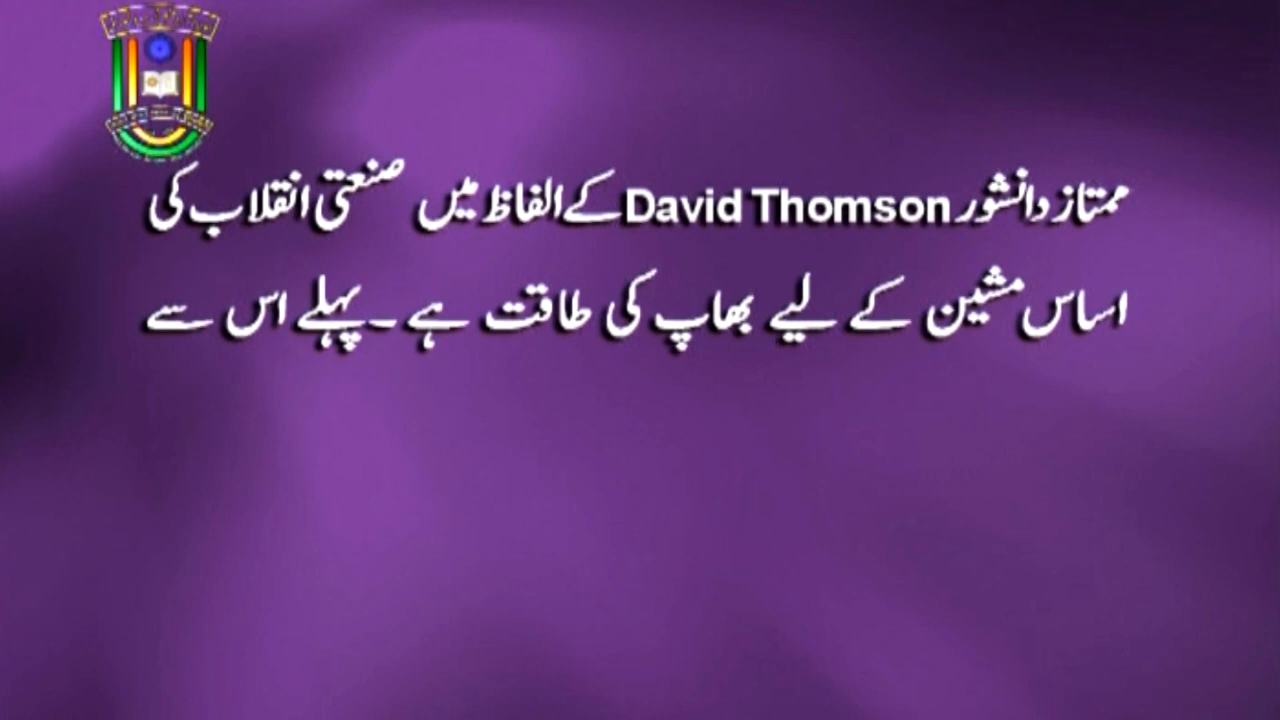 ممتاز دانشور David Thomson کے الفاظ میں صنعتی انقلاب کی
اساس مشین کے لیے بھاپ کی طاقت ہے۔ پہلے اس سے